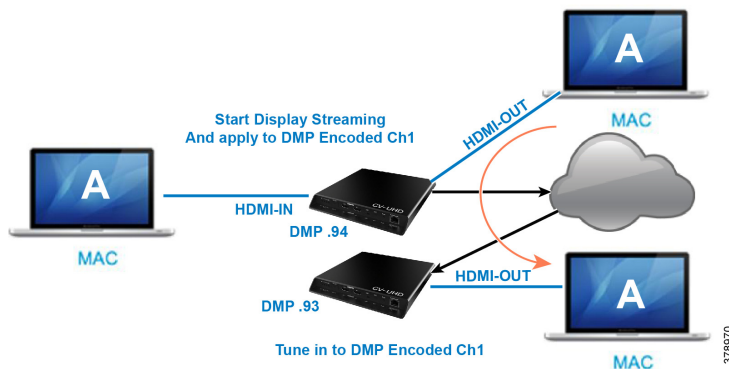 A
MAC
HDMI-OUT
Start Display Streaming
And apply to DMP Encoded Ch1
A
MAC
HDMI-IN
CV-UHD
DMP .94
CV-UHD
DMP .93
HDMI-OUT
A
MAC
Tune in to DMP Encoded Ch1
378970